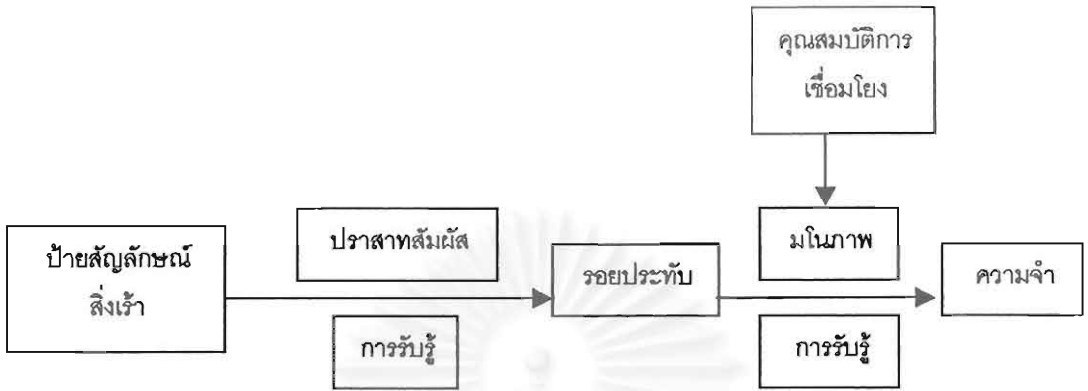 คุณสมบัติการ
เชื่อมโยง
ป้ายสัญลักษณ์
สิ่งเร้า
ปราสาทสัมผัส
การรับรู้
รอยประทับ
มโนภาพ
การรับรู้
ความจำ